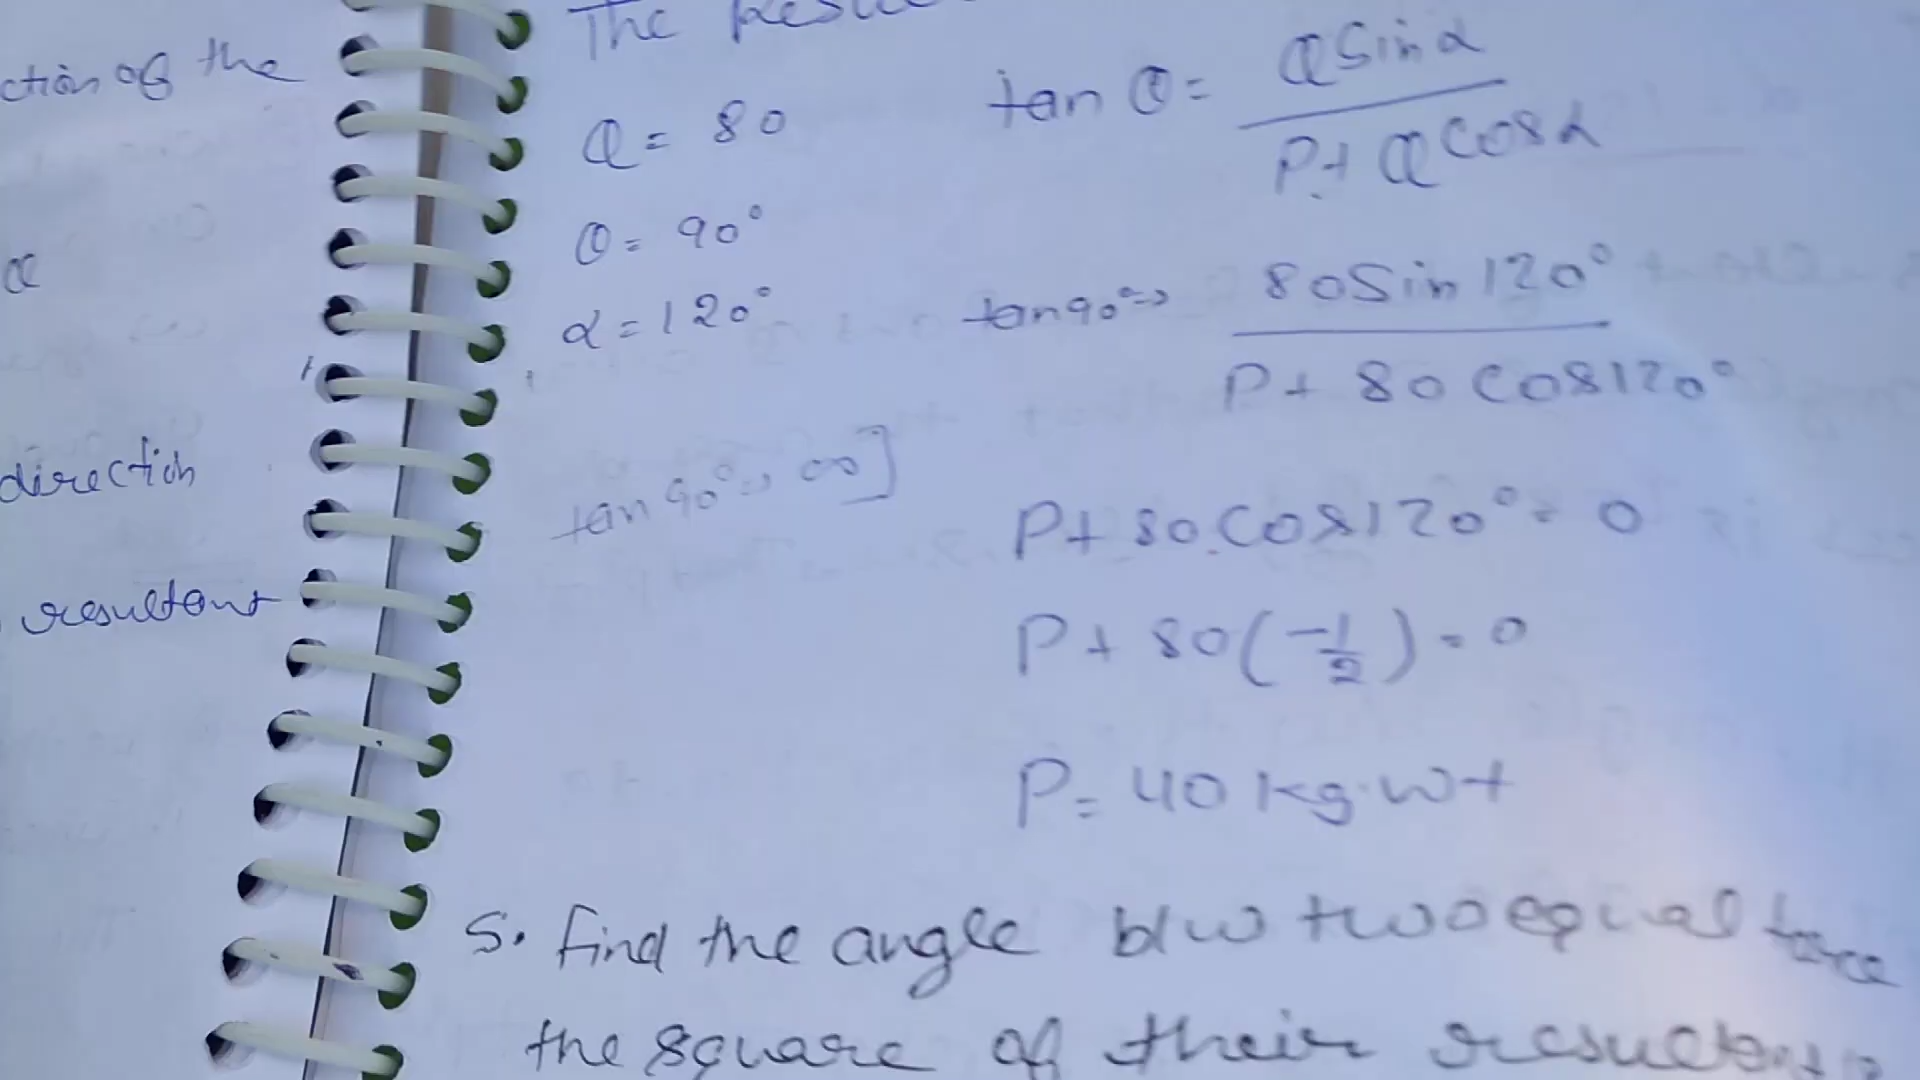 ction of the
Q
direction
resultant
The
Q = 80
θ = 90°
α = 120°
tan θ = Q Sin α / P + Q Cos α
tan 90° => 80 Sin 120° / P + 80 Cos 120°
tan 90° => ∞]
P + 80 . Cos 120° = 0
P + 80 (-1/2) = 0
P = 40 kg.wt
5. Find the angle b/w two equal force
the square of their resultant